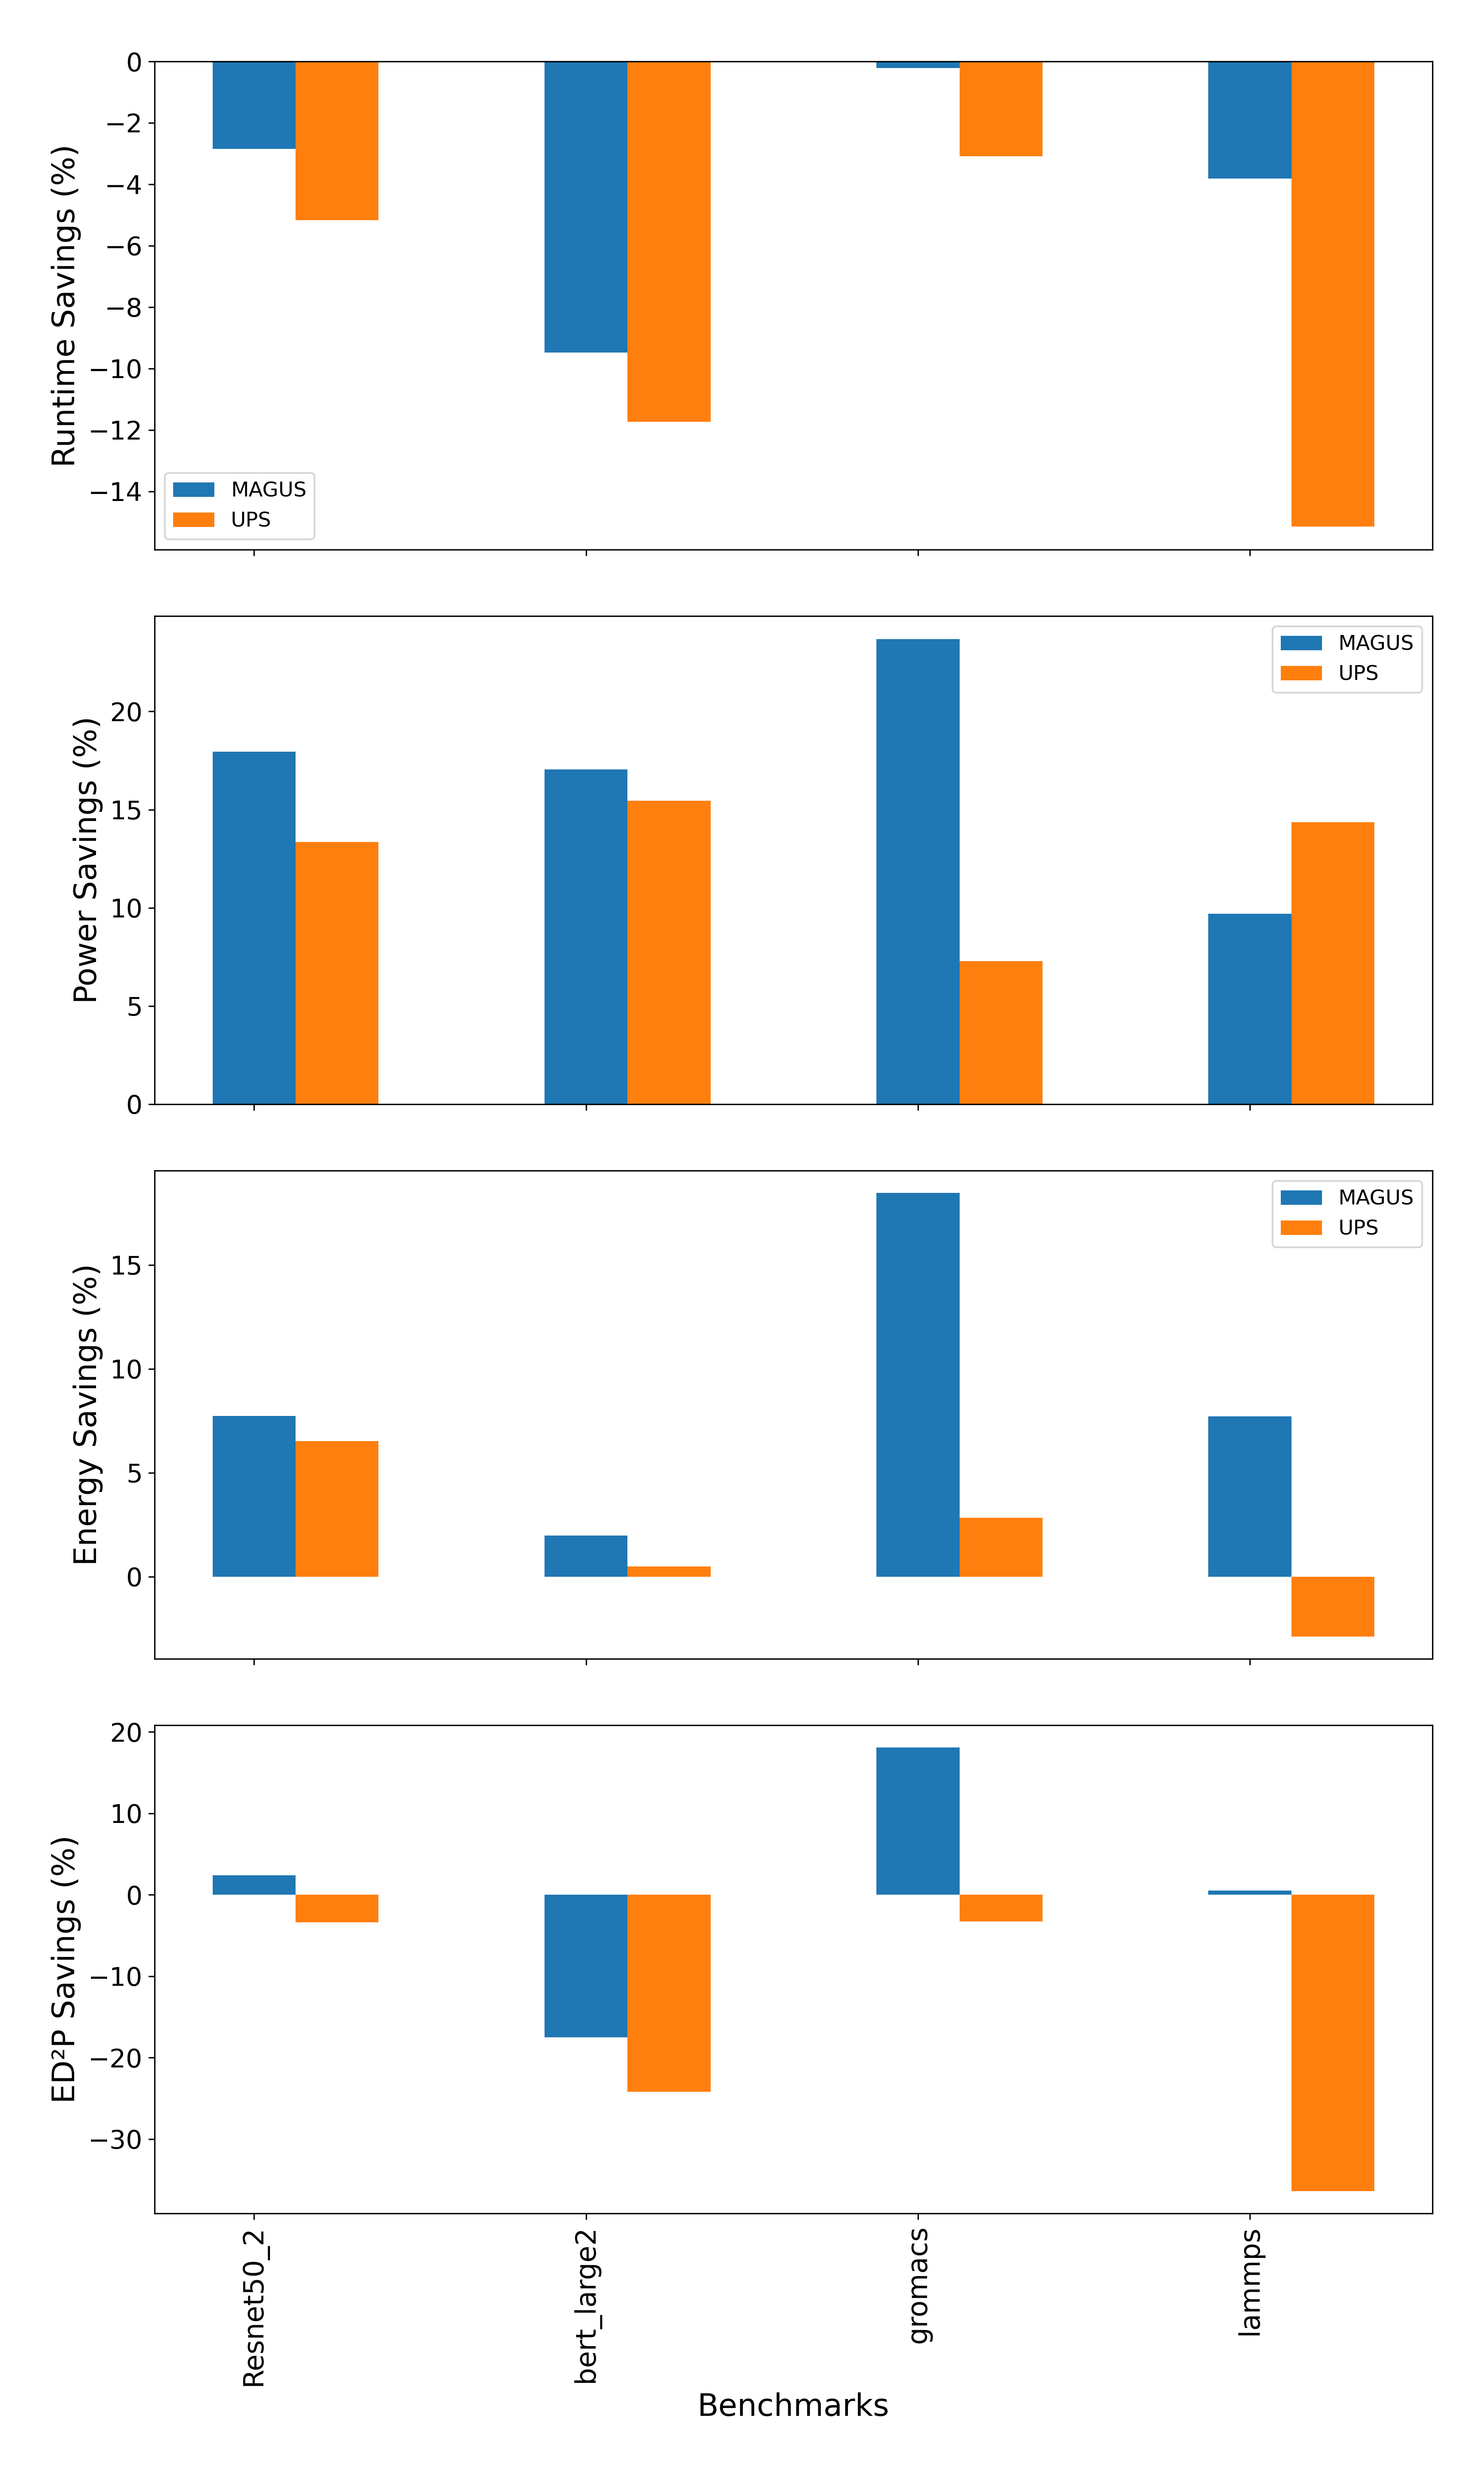 Runtime Savings (%)
0
−2
−4
−6
−8
−10
−12
−14
MAGUS
UPS
Power Savings (%)
20
15
10
5
0
MAGUS
UPS
Energy Savings (%)
15
10
5
0
MAGUS
UPS
ED²P Savings (%)
20
10
0
−10
−20
−30
Resnet50_2
bert_large2
gromacs
lammps
Benchmarks